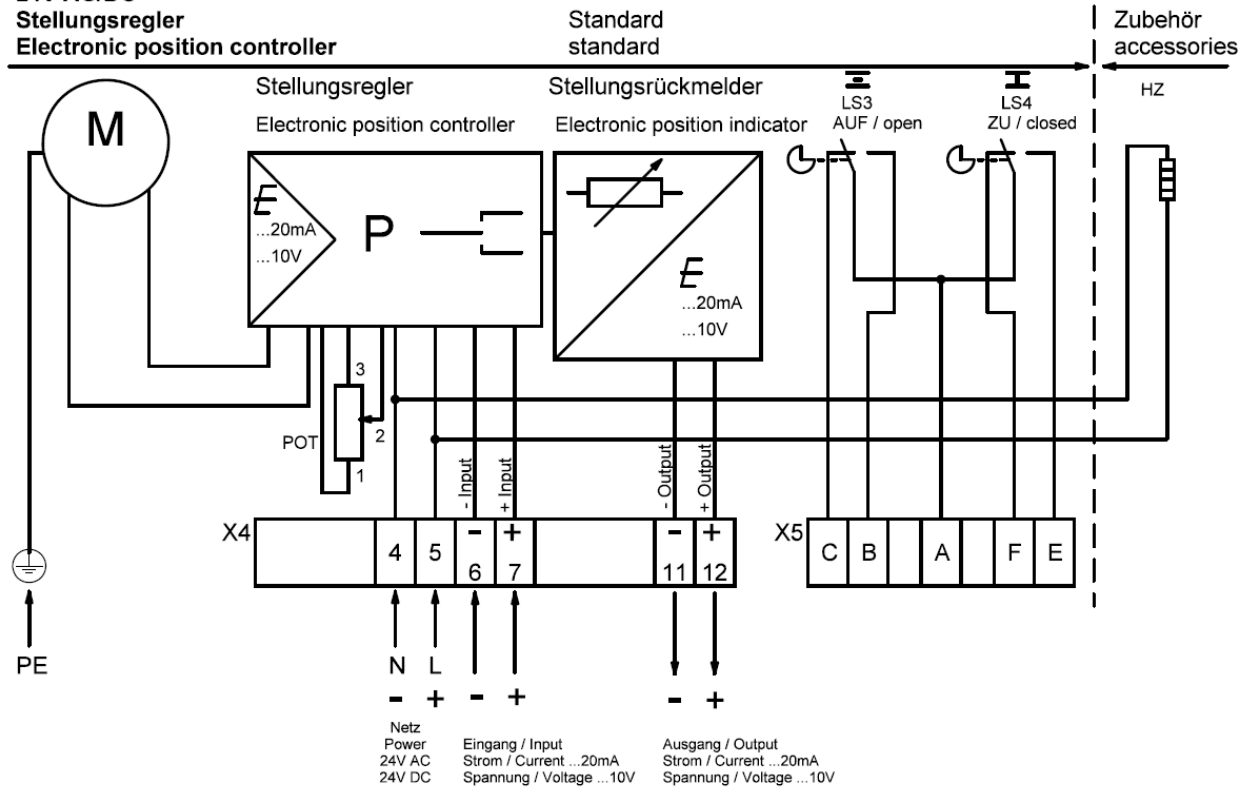 Stellungsregler
Electronic position controller
Standard
standard
Zubehör
accessories
M
Stellungsregler
Electronic position controller
Stellungsrückmelder
Electronic position indicator
LS3
AUF / open
LS4
ZU / closed
HZ
E
...20mA
...10V
P
E
...20mA
...10V
POT
3
2
1
- Input
+ Input
- Output
+ Output
X4
4
5
-
6
+
7
-
11
+
12
X5
C
B
A
F
E
PE
N
L
-
+
-
+
-
+
Netz
Power
24V AC
24V DC
Eingang / Input
Strom / Current ...20mA
Spannung / Voltage ...10V
Ausgang / Output
Strom / Current ...20mA
Spannung / Voltage ...10V